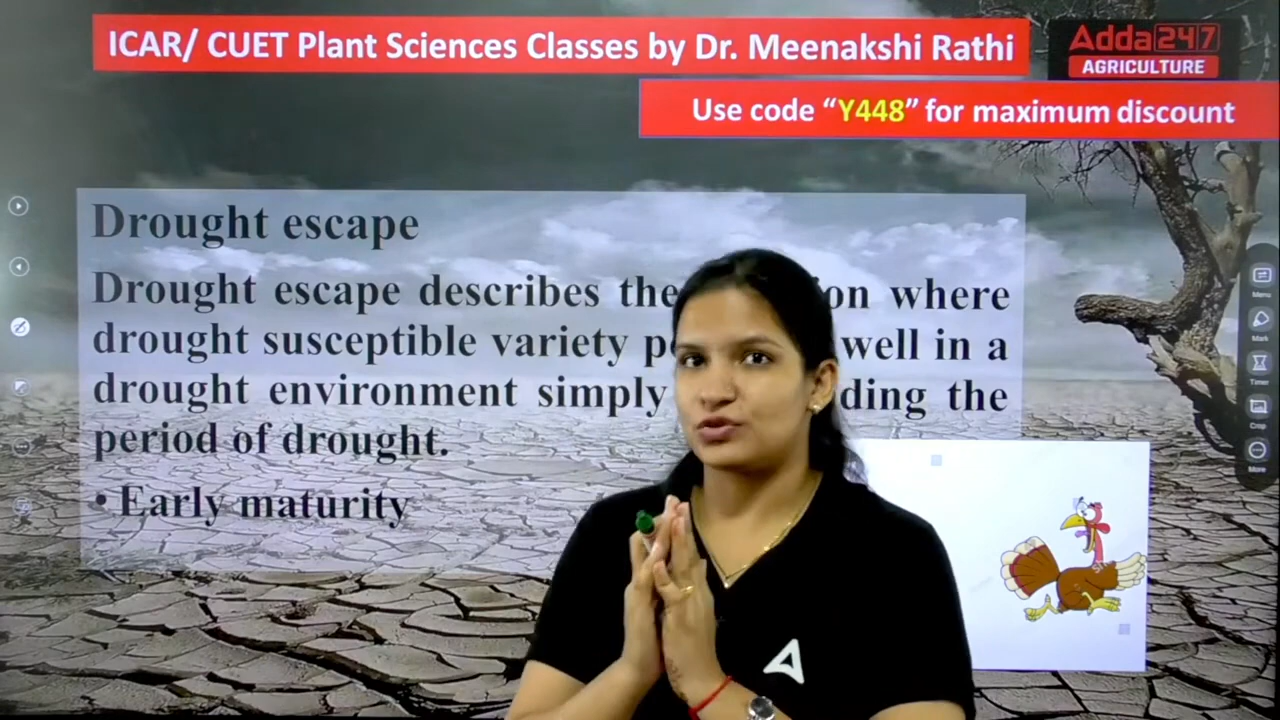 ICAR/ CUET Plant Sciences Classes by Dr. Meenakshi Rathi
Adda247
AGRICULTURE
Use code “Y448” for maximum discount
Drought escape
Drought escape describes the where
drought susceptible variety well in a
drought environment simply the
period of drought.
• Early maturity
Menu
Mark
Timer
Crop
More